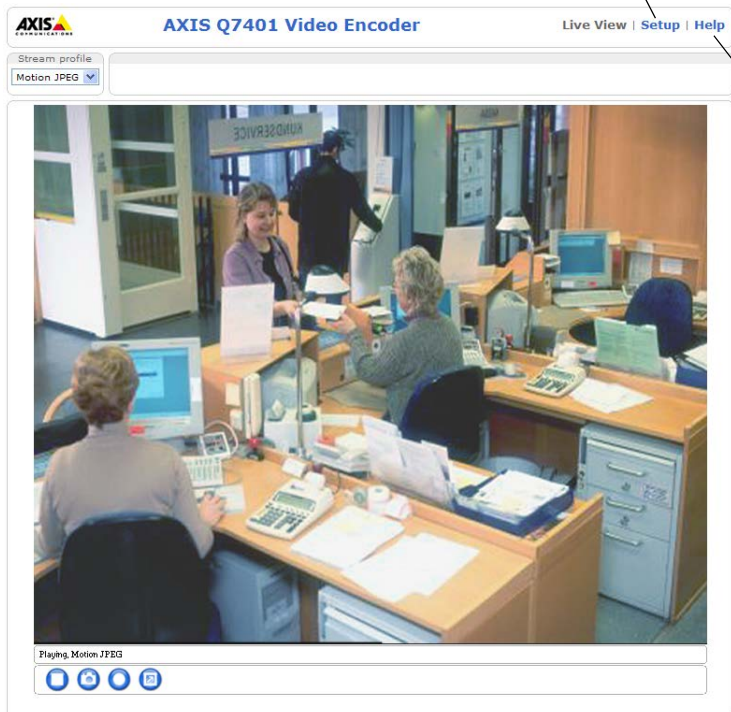 AXIS
COMMUNICATIONS
AXIS Q7401 Video Encoder
Live View | Setup | Help
Stream profile
Motion JPEG
KUNDSERVICE
Playing, Motion JPEG